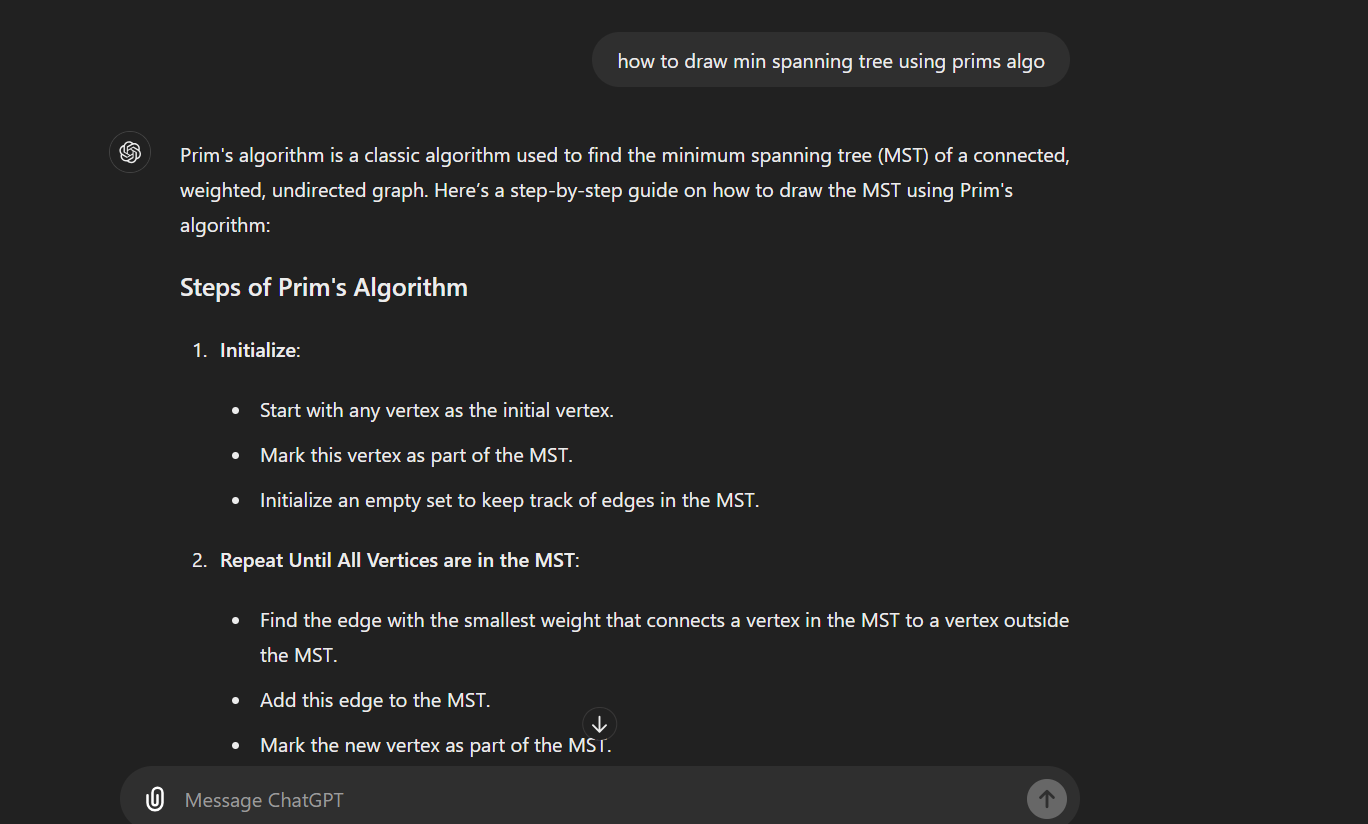 how to draw min spanning tree using prims algo
Prim's algorithm is a classic algorithm used to find the minimum spanning tree (MST) of a connected,
weighted, undirected graph. Here’s a step-by-step guide on how to draw the MST using Prim's
algorithm:
Steps of Prim's Algorithm
1. Initialize:
• Start with any vertex as the initial vertex.
• Mark this vertex as part of the MST.
• Initialize an empty set to keep track of edges in the MST.
2. Repeat Until All Vertices are in the MST:
• Find the edge with the smallest weight that connects a vertex in the MST to a vertex outside
the MST.
• Add this edge to the MST.
• Mark the new vertex as part of the MST.
Message ChatGPT